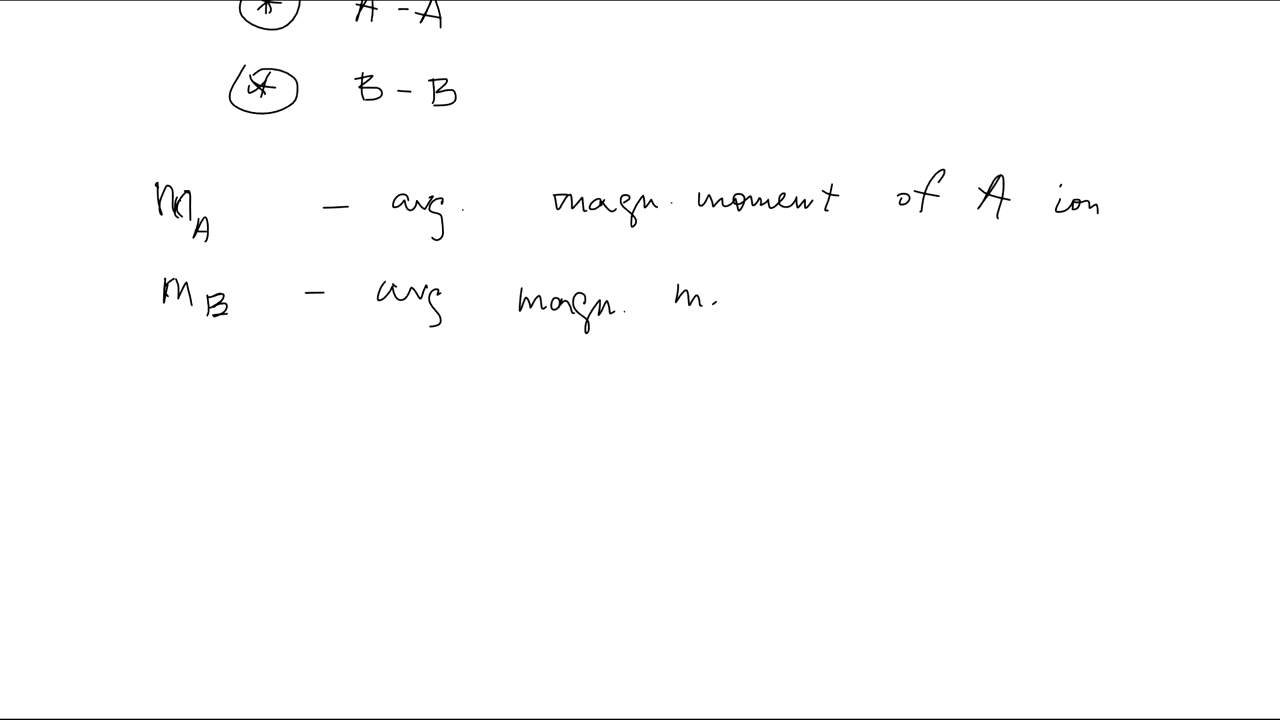 * A - A
* B - B
m_A - avg. magn. moment of A ion
m_B - avg magn. m.